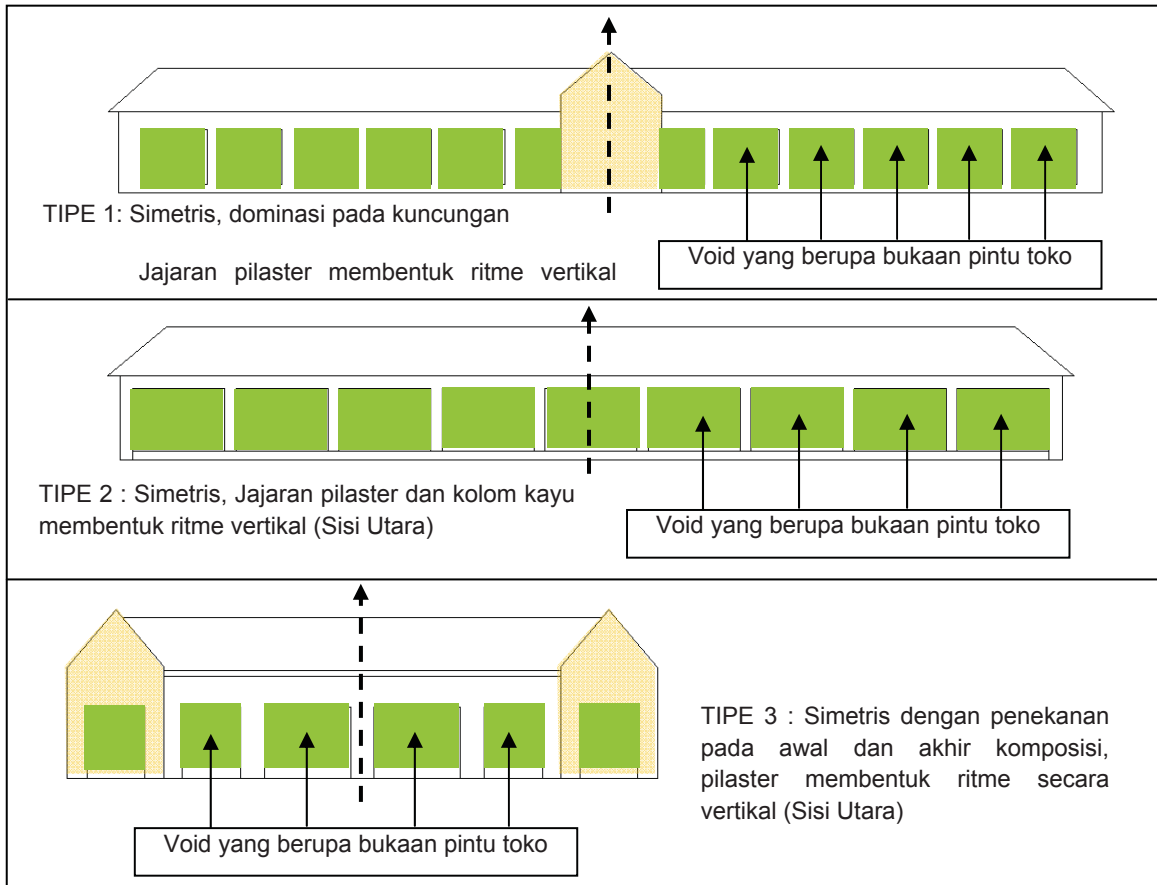 TIPE 1: Simetris, dominasi pada kuncungan
Jajaran pilaster membentuk ritme vertikal
Void yang berupa bukaan pintu toko
TIPE 2 : Simetris, Jajaran pilaster dan kolom kayu
membentuk ritme vertikal (Sisi Utara)
Void yang berupa bukaan pintu toko
TIPE 3 : Simetris dengan penekanan
pada awal dan akhir komposisi,
pilaster membentuk ritme secara
vertikal (Sisi Utara)
Void yang berupa bukaan pintu toko